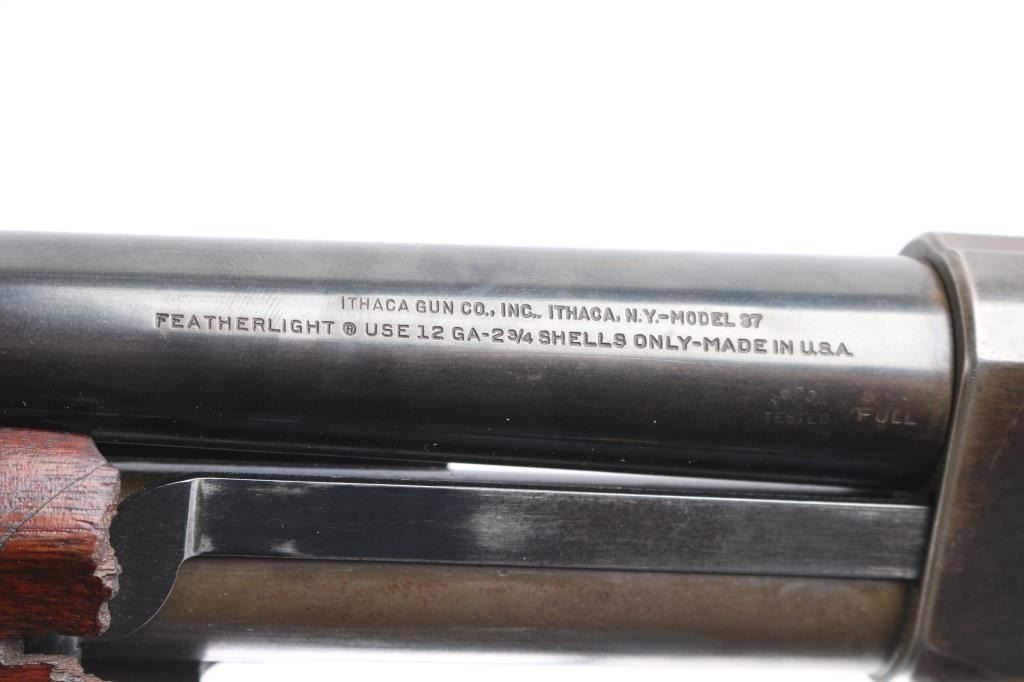 ITHACA GUN CO., INC., ITHACA, N.Y.-MODEL 37
FEATHERLIGHT ® USE 12 GA-2¾ SHELLS ONLY-MADE IN U.S.A.
TESTED FULL